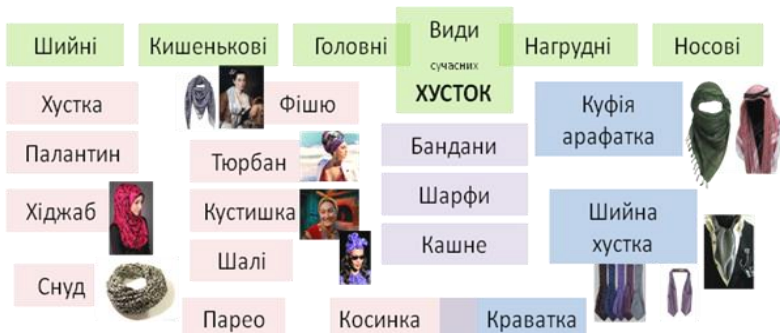 Шийні
Кишенькові
Головні
Види
сучасних
ХУСТОК
Нагрудні
Носові
Хустка
Фішю
Куфія
арафатка
Палантин
Тюрбан
Бандани
Хіджаб
Кустишка
Шарфи
Шийна
хустка
Шалі
Кашне
Снуд
Парео
Косинка
Краватка